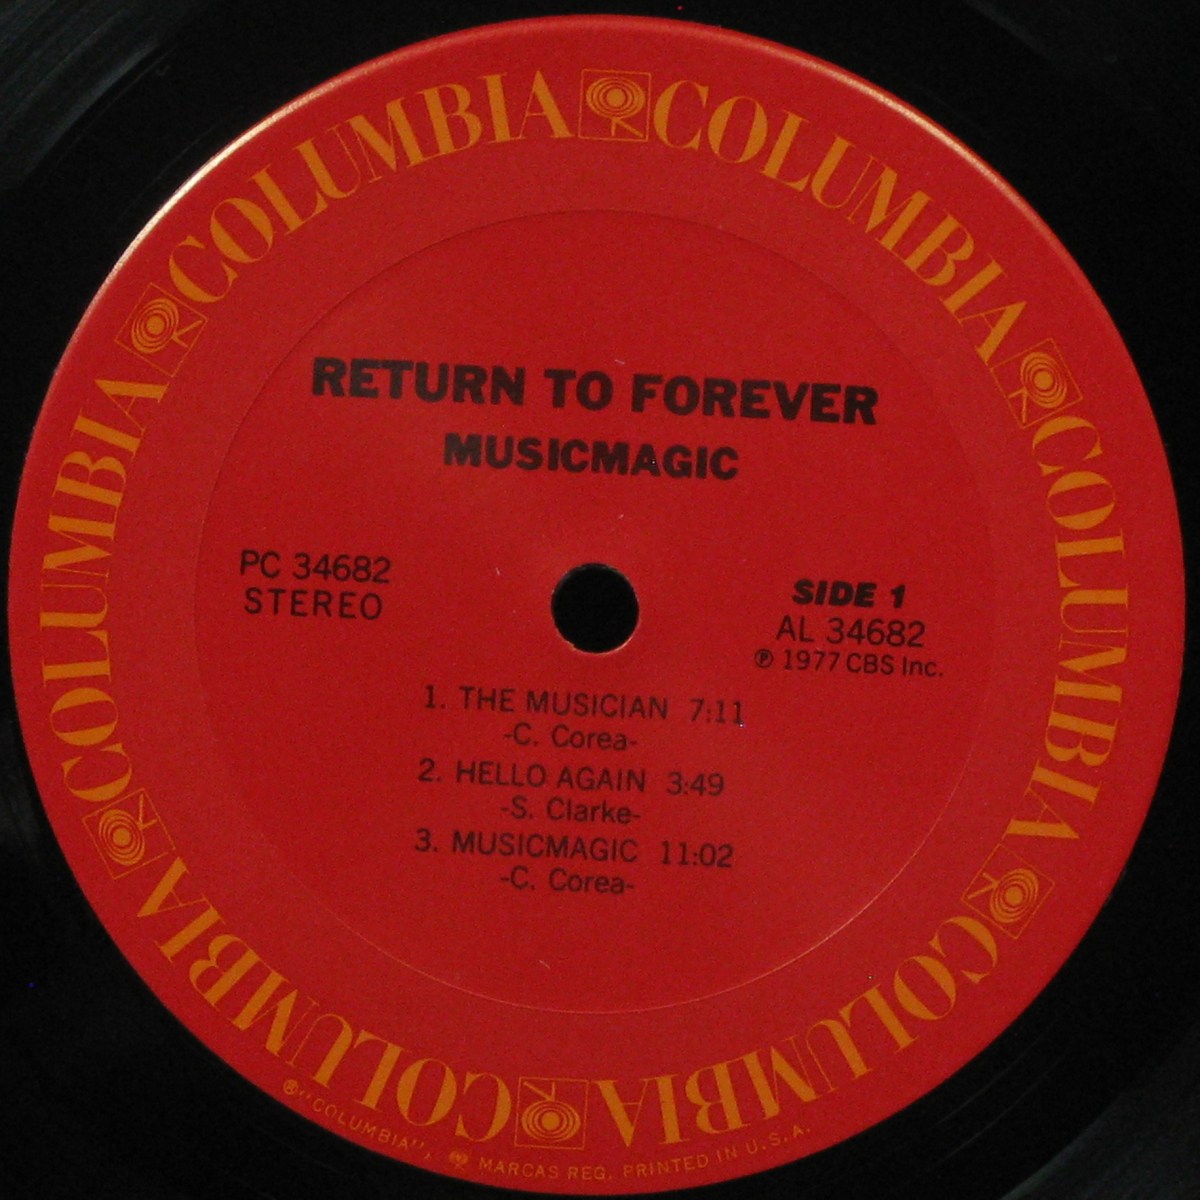 COLUMBIA COLUMBIA COLUMBIA COLUMBIA COLUMBIA COLUMBIA COLUMBIA
RETURN TO FOREVER
MUSICMAGIC
PC 34682
STEREO
SIDE 1
AL 34682
℗ 1977 CBS Inc.
1. THE MUSICIAN 7:11
-C. Corea-
2. HELLO AGAIN 3:49
-S. Clarke-
3. MUSICMAGIC 11:02
-C. Corea-
® "COLUMBIA", MARCAS REG. PRINTED IN U.S.A.